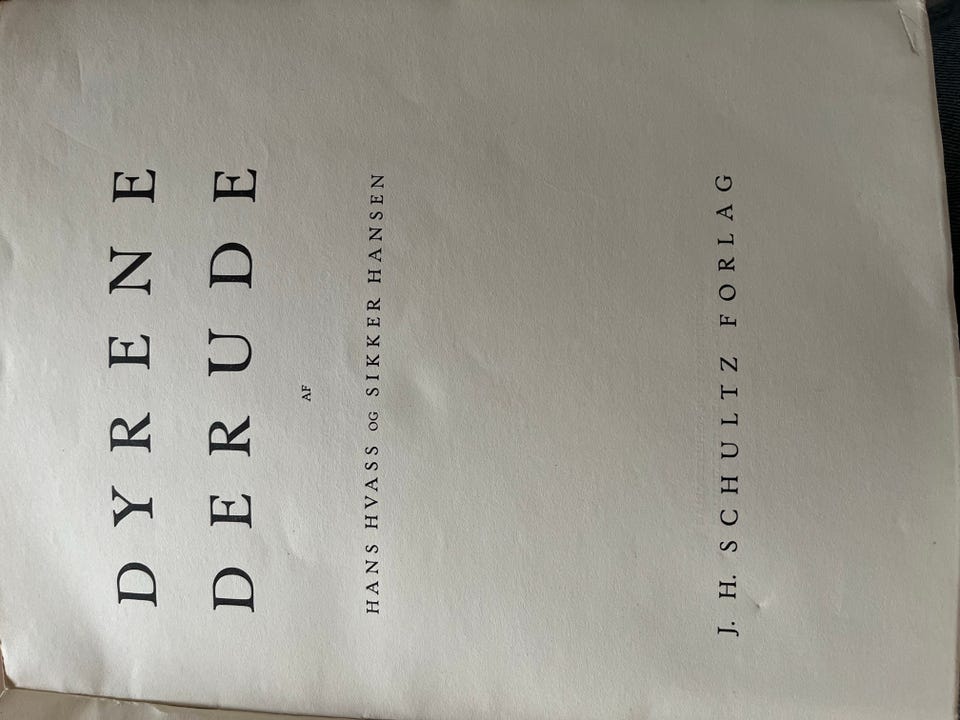 DYRENE
DERUDE
AF
HANS HVASS OG SIKKER HANSEN
J. H. SCHULTZ FORLAG